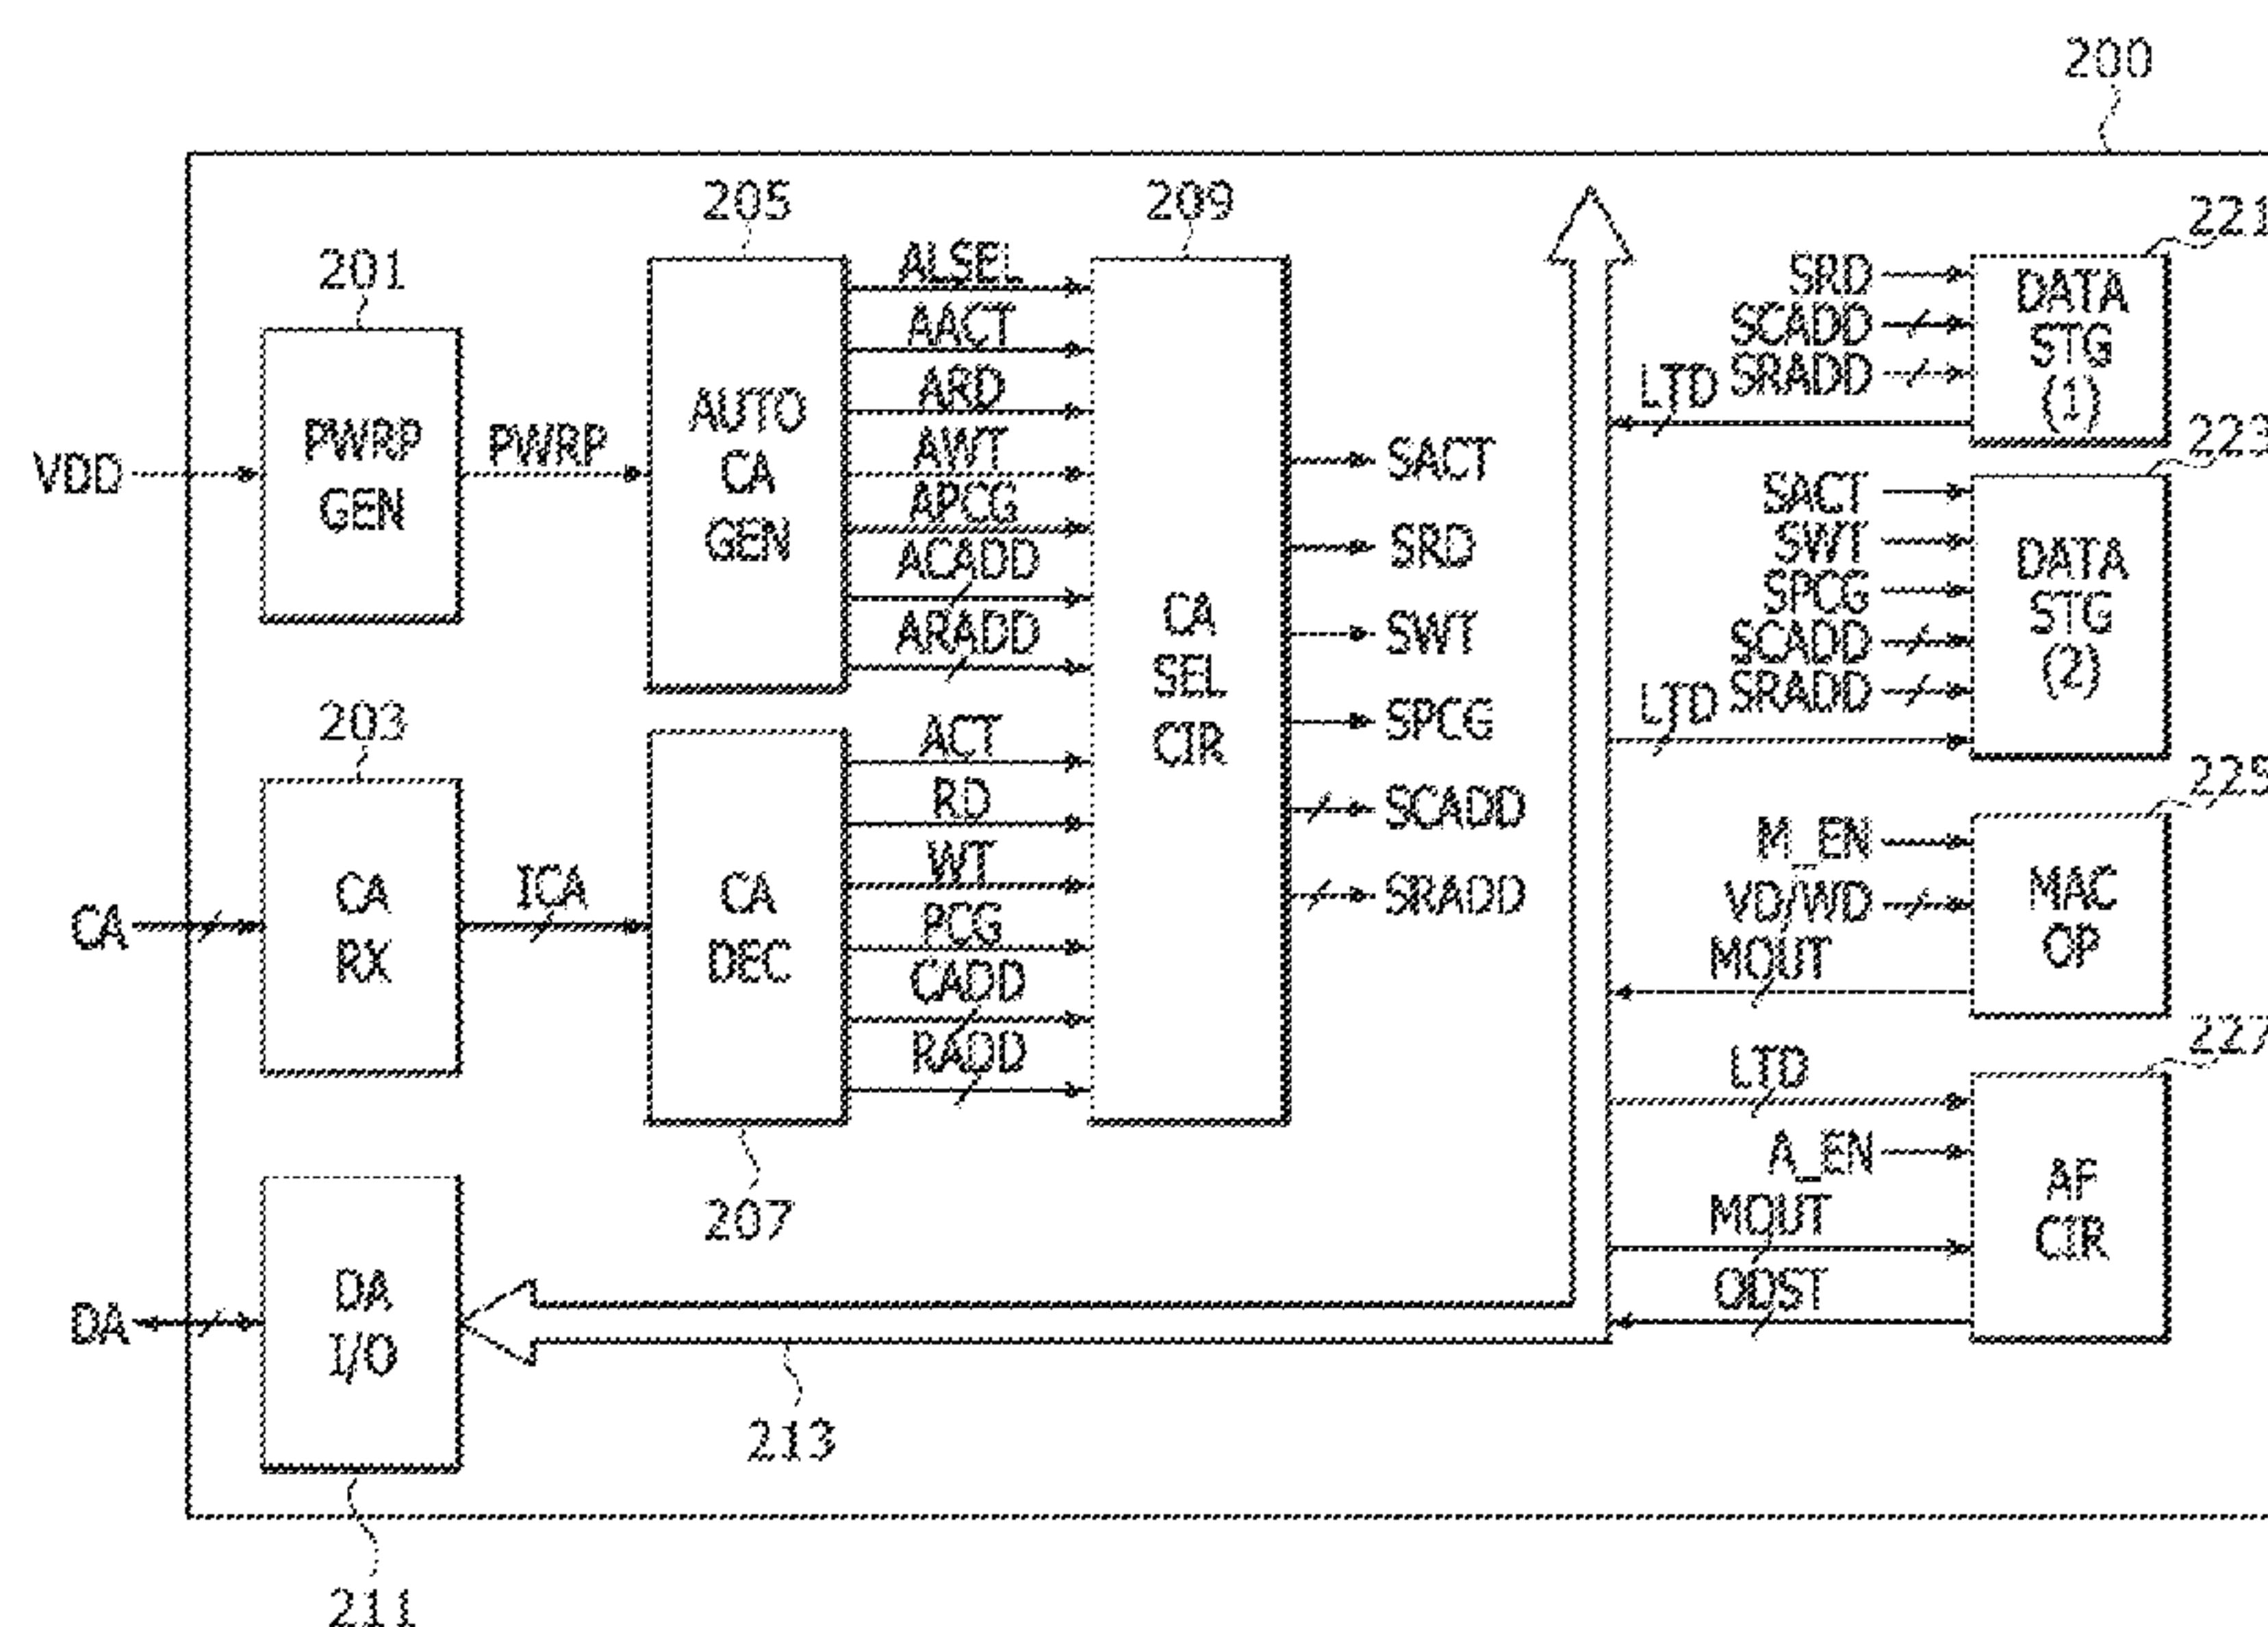 200
201
PWRP
GEN
VDD
PWRP
205
AUTO
CA
GEN
ALSEL
AACT
ARD
AWT
APCG
ACADD
ARADD
203
CA
RX
CA
ICA
CA
DEC
207
ACT
RD
WT
PCG
CADD
RADD
209
CA
SEL
CIR
SACT
SRD
SWT
SPCG
SCADD
SRADD
DA
DA
I/O
211
213
221
SRD
SCADD
SRADD
LTD
DATA
STG
(1)
223
SACT
SWT
SPCG
SCADD
SRADD
LTD
DATA
STG
(2)
225
M_EN
VD/WD
MOUT
MAC
OP
227
LTD
A_EN
MOUT
ODST
AF
CIR